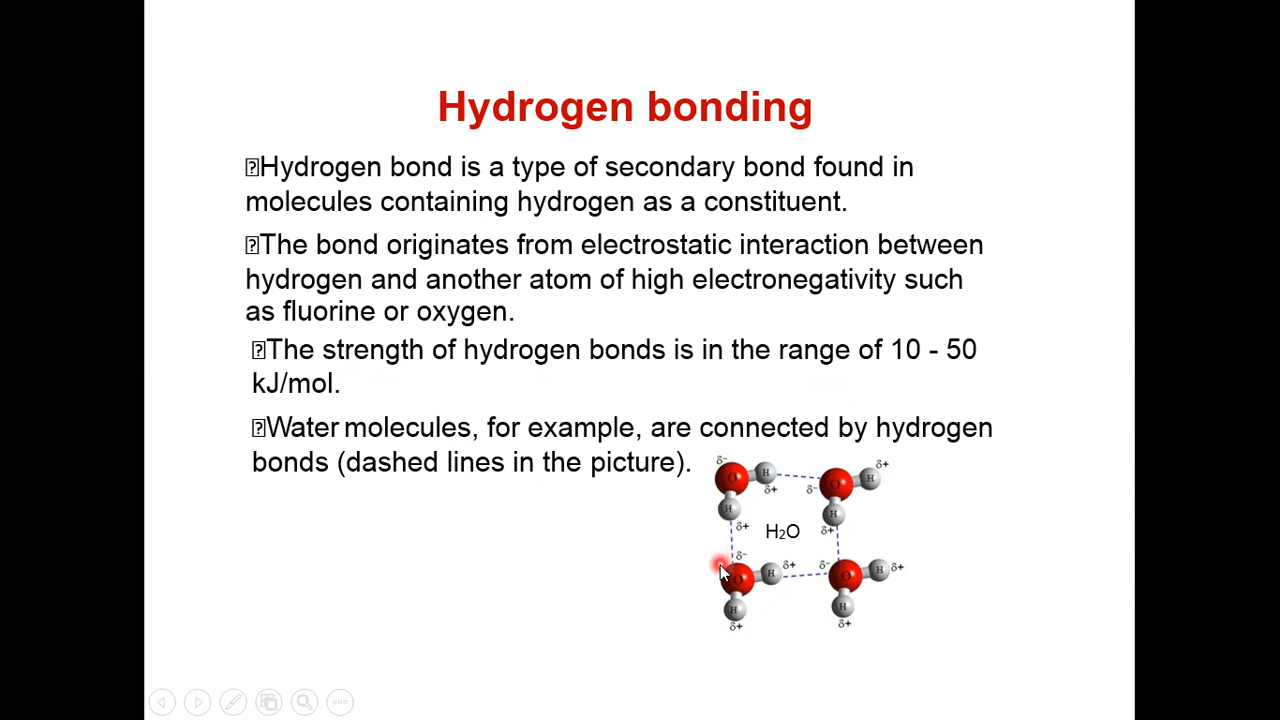 Hydrogen bonding
⍰Hydrogen bond is a type of secondary bond found in
molecules containing hydrogen as a constituent.
⍰The bond originates from electrostatic interaction between
hydrogen and another atom of high electronegativity such
as fluorine or oxygen.
⍰The strength of hydrogen bonds is in the range of 10 - 50
kJ/mol.
⍰Water molecules, for example, are connected by hydrogen
bonds (dashed lines in the picture).
δ− δ+
O H O H
δ+ δ−
H H
δ+ H₂O δ+
δ− δ+ δ− δ+
O H O H
H H
δ+ δ+